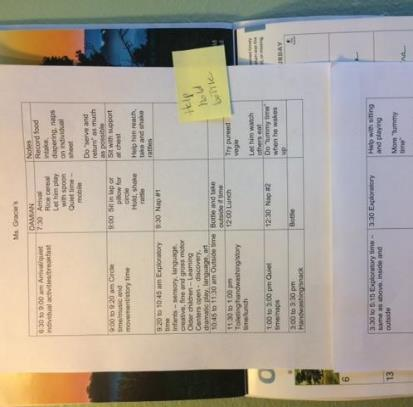 Ms. Gracie's
DAMIAN
Notes
6:30 to 9:00 am Arrival/quiet
individual activities/breakfast
7:30 Arrival
Rice cereal
Let him play
with spoon
Quiet time –
mobile
Record food
intake,
diapering, naps
on individual
sheet
Do "serve and
return" as much
as possible
9:00 to 9:20 am Circle
time/music and
movement/story time
9:00 Sit in lap or
pillow for
circle
Hold, shake
rattle
Sit with support
at chest
Help him reach,
take and shake
rattles
9:20 to 10:45 am Exploratory
time
infants – sensory, language,
creative, fine and gross motor
Older children – Learning
centers open - discovery,
dramatic play, language, art
9:30 Nap #1
Help
hold
bottle
10:45 to 11:30 am Outside time
Bottle and take
outside if time
11:30 to 1:00 pm
Toileting/handwashing/story
time/lunch
12:00 Lunch
Try pureed
vegie
Let him watch
others eat
1:00 to 3:00 pm Quiet
time/naps
12:30 Nap #2
Do "tummy time"
when he wakes
up
3:00 to 3:30 pm
Handwashing/snack
Bottle
3:30 to 5:15 Exploratory time –
same as above, inside and
outside
3:30 Exploratory
Help with sitting
and playing
More "tummy
time"
6
13